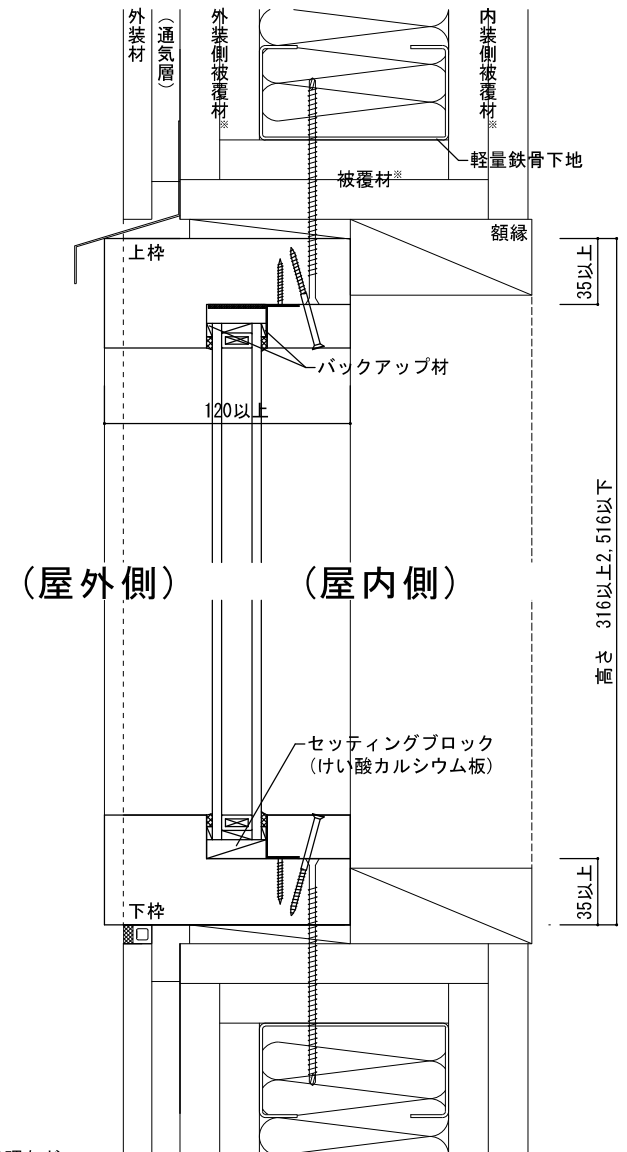 外装材
（通気層）
外装側被覆材※
内装側被覆材※
軽量鉄骨下地
被覆材※
額縁
上枠
35以上
バックアップ材
120以上
（屋外側）
（屋内側）
高さ 316以上2,516以下
セッティングブロック
（けい酸カルシウム板）
35以上
下枠